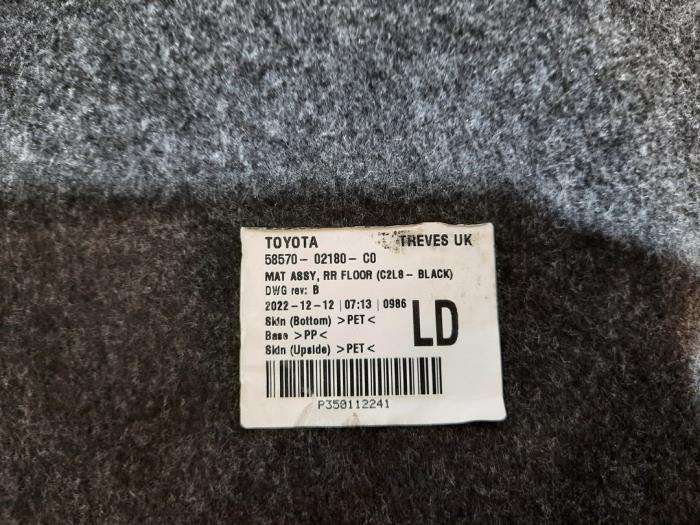 TOYOTA TREVES UK
58570- 02180- C0
MAT ASSY, RR FLOOR (C2L8 - BLACK)
DWG rev: B
2022-12-12 | 07:13 | 0986
Skin (Bottom) >PET<
LD
Base >PP<
Skin (Upside) >PET<
P350112241